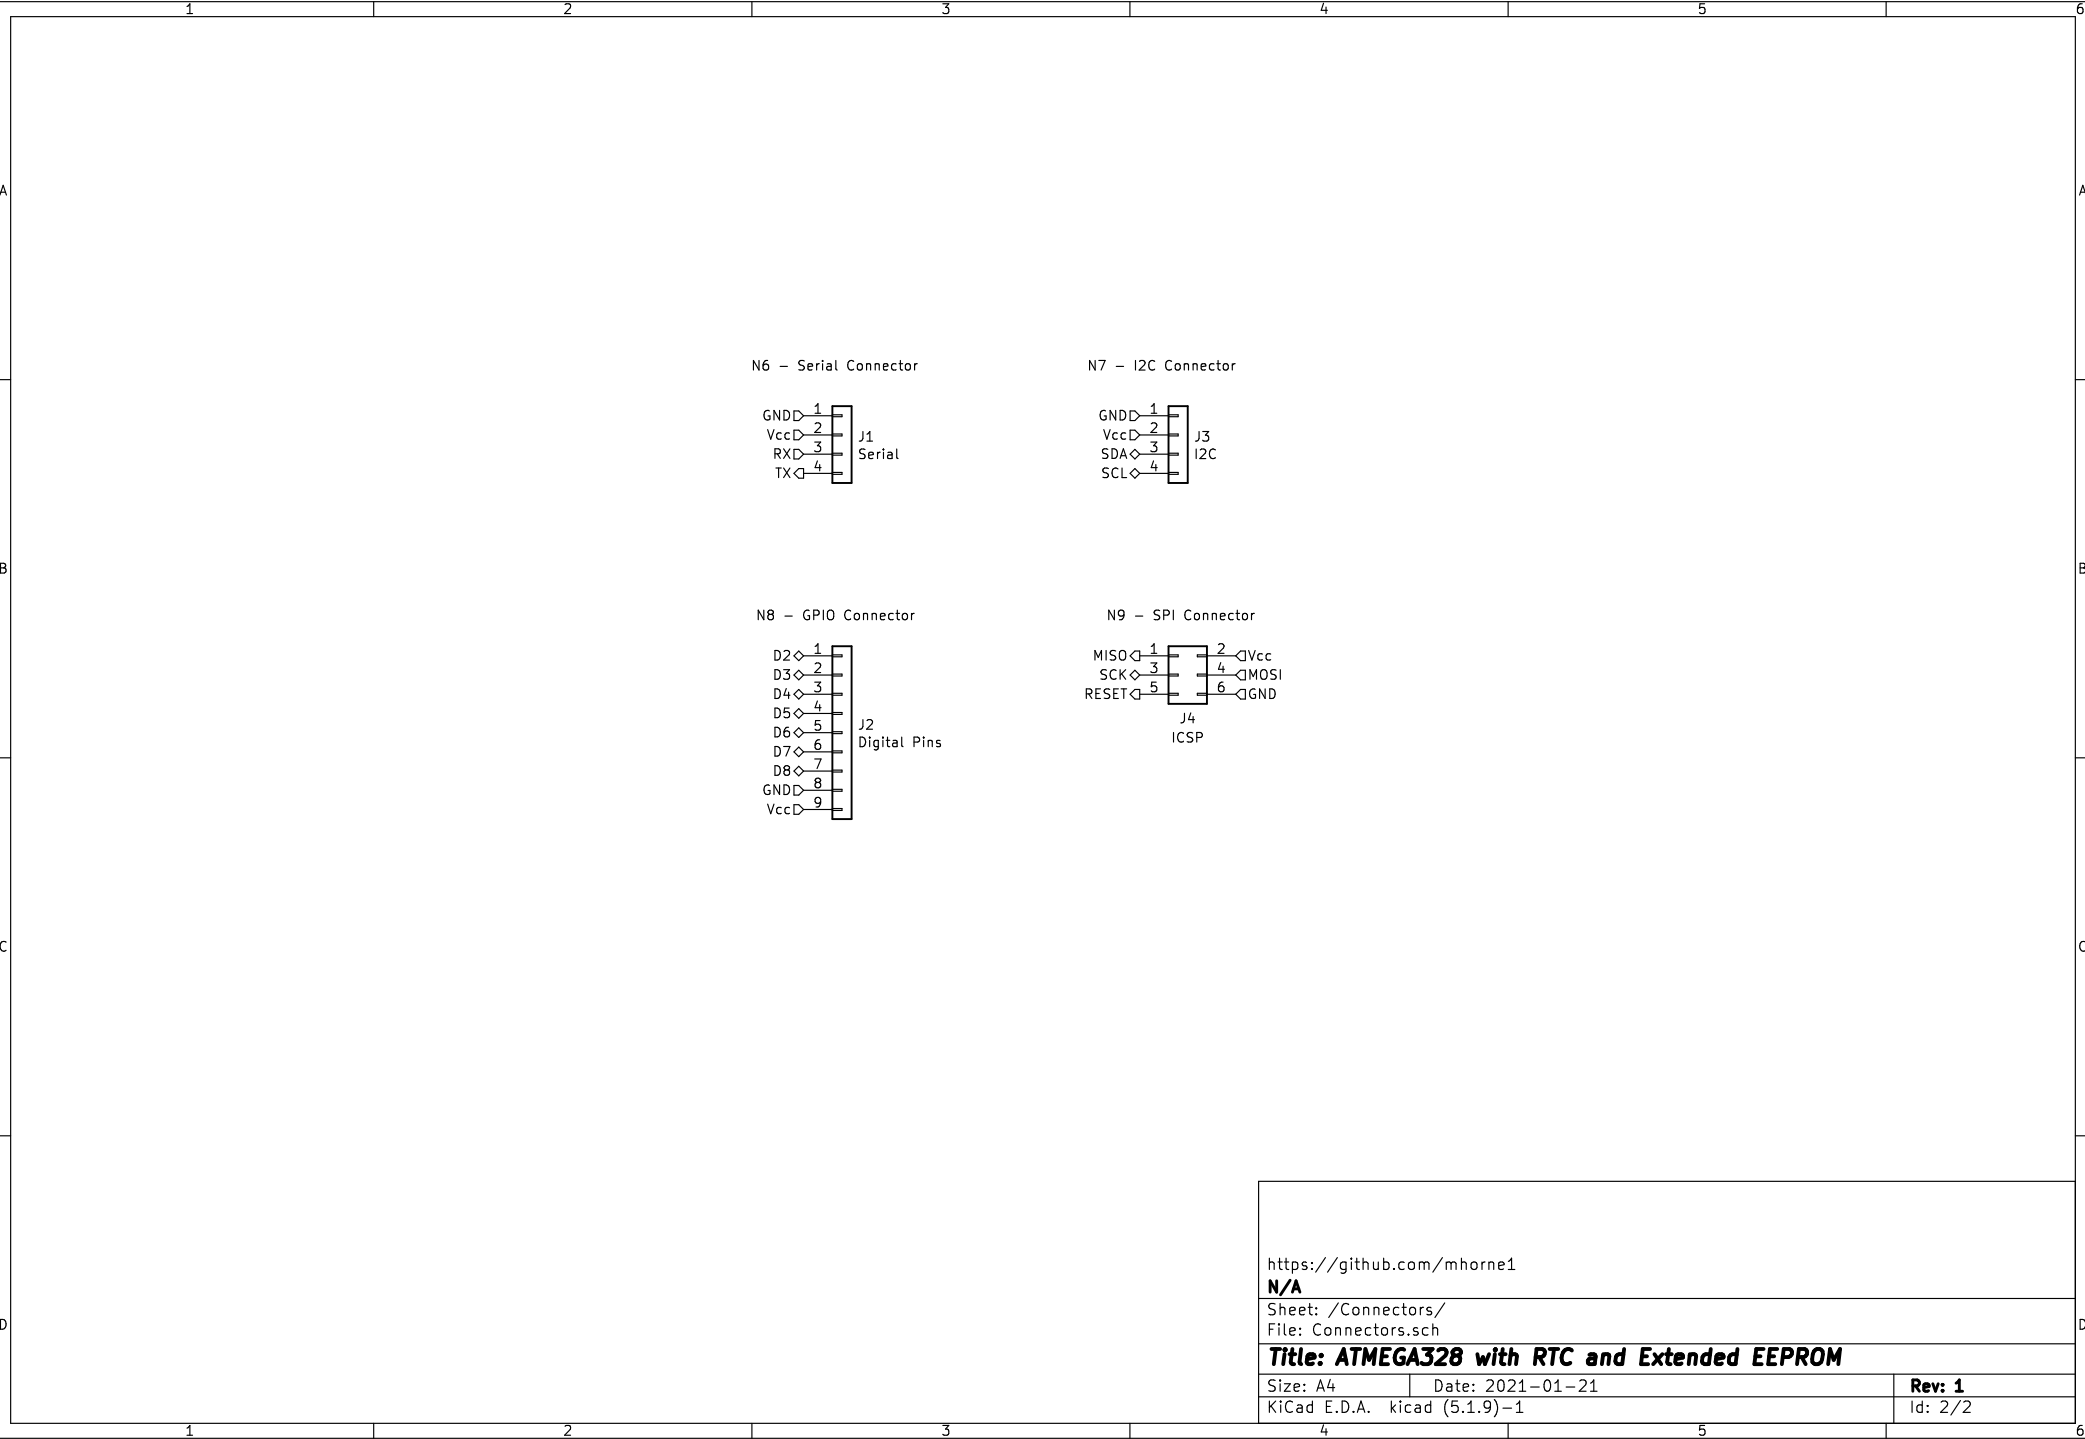 1 2 3 4 5 6
A A
N6 - Serial Connector
GND 1
Vcc 2
RX 3
TX 4
J1
Serial
N7 - I2C Connector
GND 1
Vcc 2
SDA 3
SCL 4
J3
I2C
B B
N8 - GPIO Connector
D2 1
D3 2
D4 3
D5 4
D6 5
D7 6
D8 7
GND 8
Vcc 9
J2
Digital Pins
N9 - SPI Connector
MISO 1 2 Vcc
SCK 3 4 MOSI
RESET 5 6 GND
J4
ICSP
C C
https://github.com/mhorne1
N/A
Sheet: /Connectors/
File: Connectors.sch
D D
Title: ATMEGA328 with RTC and Extended EEPROM
Size: A4 Date: 2021-01-21 Rev: 1
KiCad E.D.A. kicad (5.1.9)-1 Id: 2/2
1 2 3 4 5 6